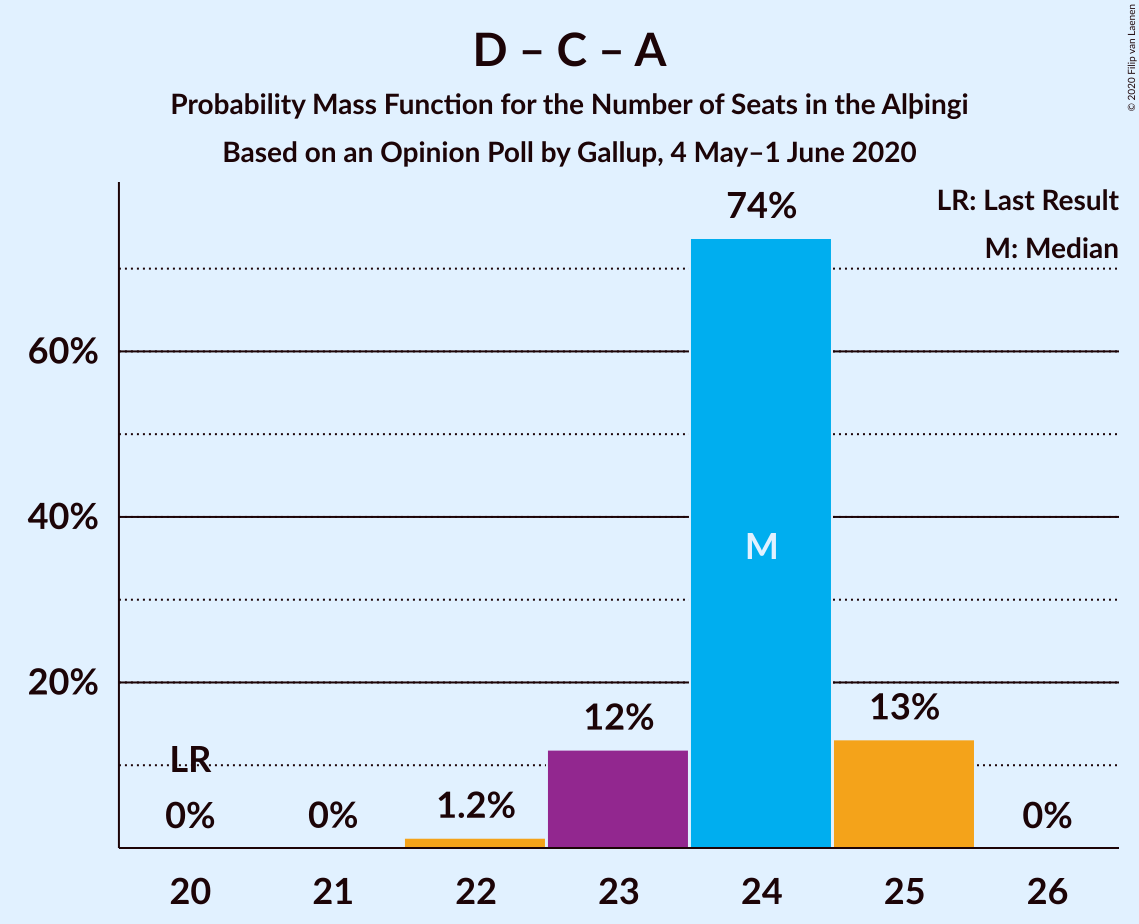 D – C – A
Probability Mass Function for the Number of Seats in the Alþingi
Based on an Opinion Poll by Gallup, 4 May–1 June 2020
© 2020 Filip van Laenen
LR: Last Result
M: Median
74%
60%
40%
M
20%
13%
12%
LR
1.2%
0%
0%
0%
20
21
22
23
24
25
26